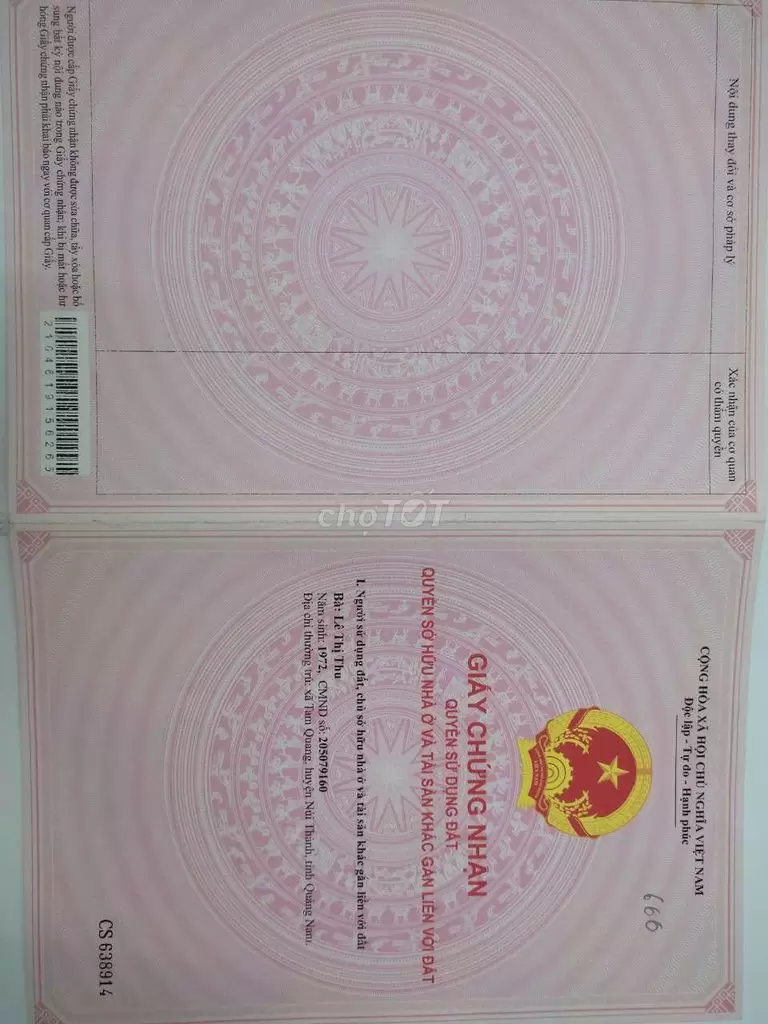 Nội dung thay đổi và cơ sở pháp lý
Xác nhận của cơ quan
có thẩm quyền
Người được cấp Giấy chứng nhận không được sửa chữa, tẩy xóa hoặc bổ
sung bất kỳ nội dung nào trong Giấy chứng nhận; khi bị mất hoặc hư
hỏng Giấy chứng nhận phải khai báo ngay với cơ quan cấp Giấy.
2104619156265
chợTỐT
CỘNG HÒA XÃ HỘI CHỦ NGHĨA VIỆT NAM
Độc lập - Tự do - Hạnh phúc
666
GIẤY CHỨNG NHẬN
QUYỀN SỬ DỤNG ĐẤT
QUYỀN SỞ HỮU NHÀ Ở VÀ TÀI SẢN KHÁC GẮN LIỀN VỚI ĐẤT
I. Người sử dụng đất, chủ sở hữu nhà ở và tài sản khác gắn liền với đất
Bà: Lê Thị Thu
Năm sinh: 1972, CMND số: 205079160
Địa chỉ thường trú: xã Tam Quang, huyện Núi Thành, tỉnh Quảng Nam.
CS 638914